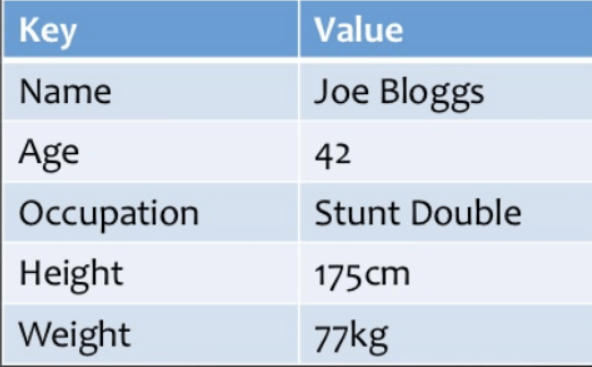 Key Value
Name Joe Bloggs
Age 42
Occupation Stunt Double
Height 175cm
Weight 77kg